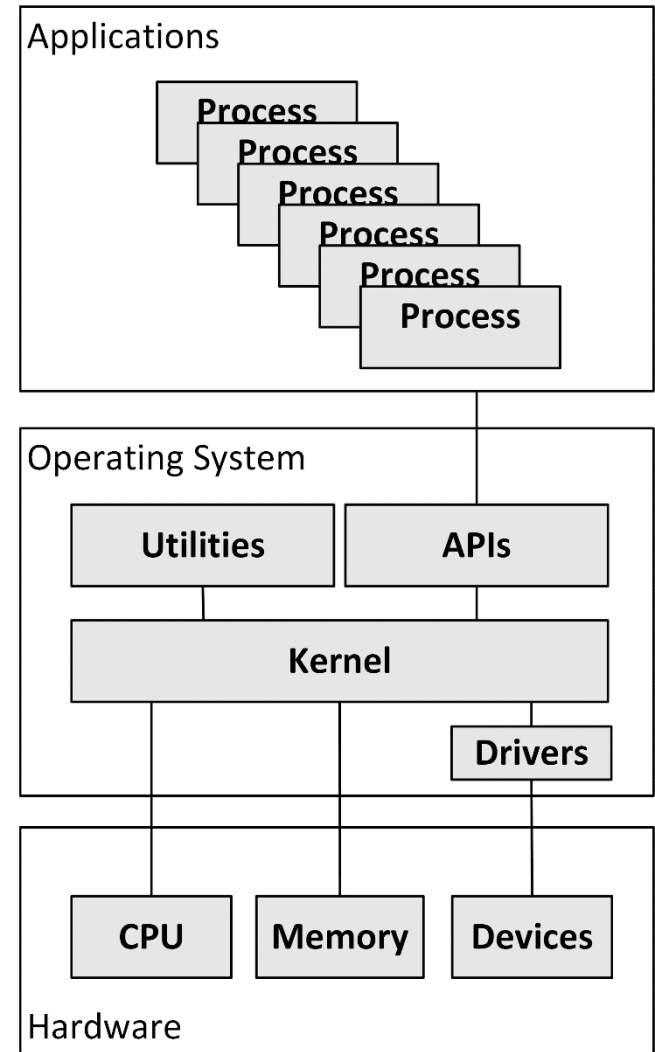 Applications
Process
Process
Process
Process
Process
Process
Operating System
Utilities
APIs
Kernel
Drivers
CPU
Memory
Devices
Hardware